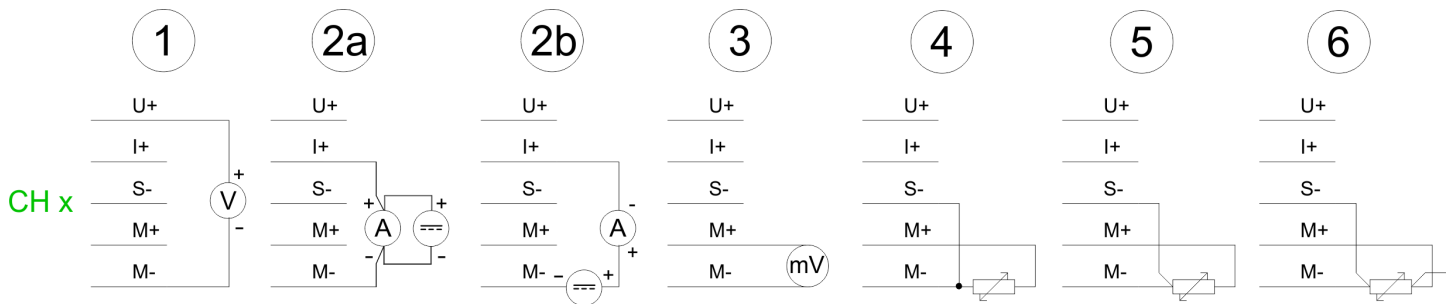 1 2a 2b 3 4 5 6
U+ U+ U+ U+ U+ U+ U+
I+ I+ I+ I+ I+ I+ I+
+ + + -
CH x S- V S- S- S- S- S- S-
- M+ M+ A M+ A M+ M+ M+ M+
- - +
M- M- M- - + M- mV M- M- M-